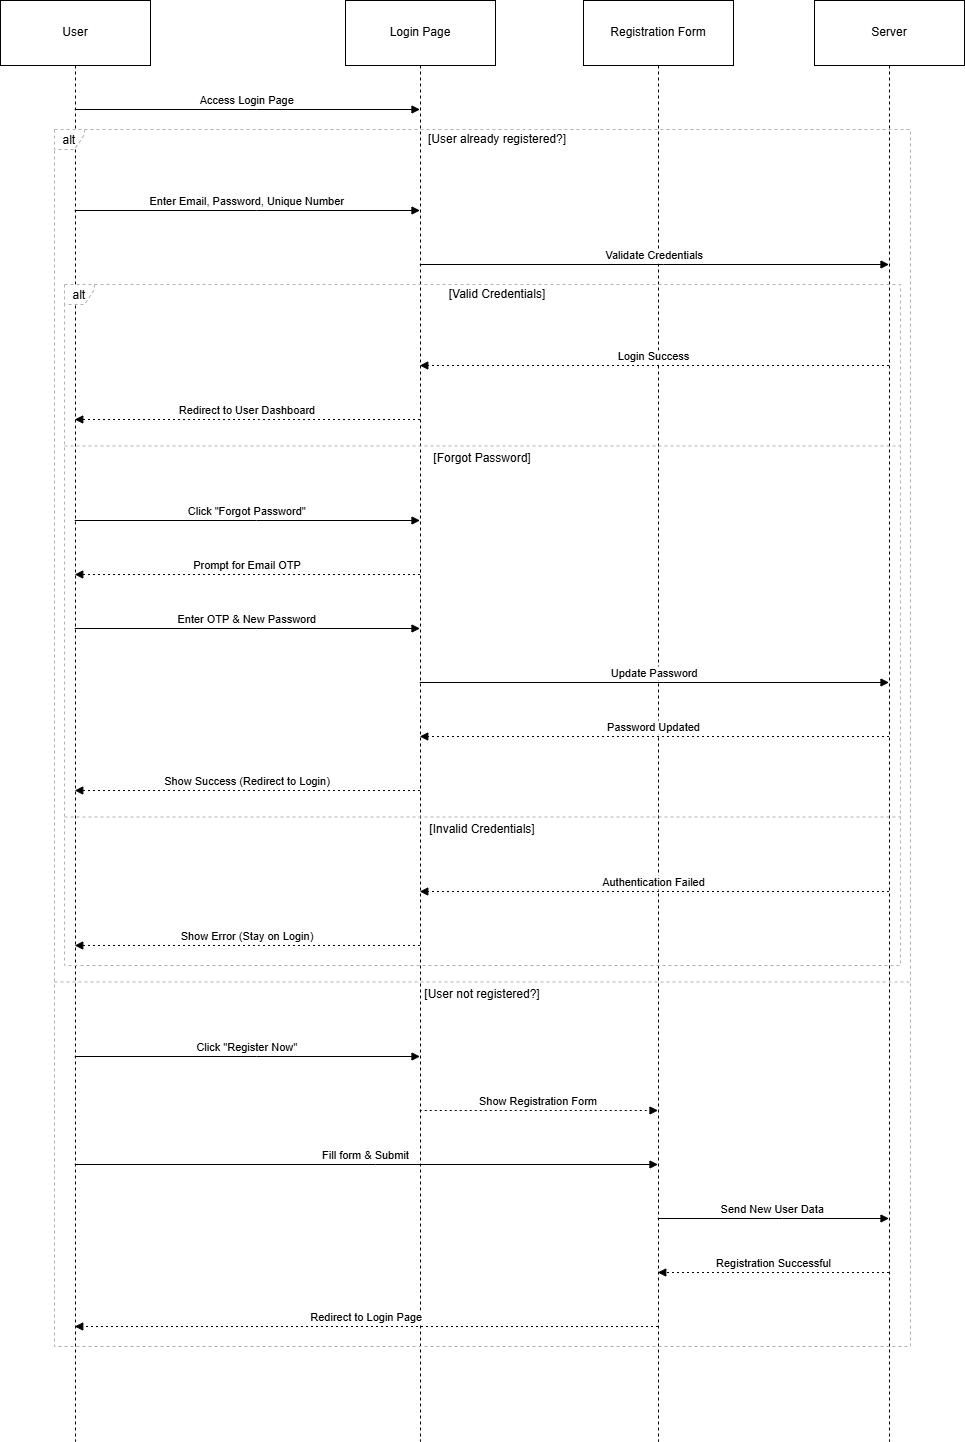 User
Login Page
Registration Form
Server
Access Login Page
alt
[User already registered?]
Enter Email, Password, Unique Number
Validate Credentials
alt
[Valid Credentials]
Login Success
Redirect to User Dashboard
[Forgot Password]
Click "Forgot Password"
Prompt for Email OTP
Enter OTP & New Password
Update Password
Password Updated
Show Success (Redirect to Login)
[Invalid Credentials]
Authentication Failed
Show Error (Stay on Login)
[User not registered?]
Click "Register Now"
Show Registration Form
Fill form & Submit
Send New User Data
Registration Successful
Redirect to Login Page